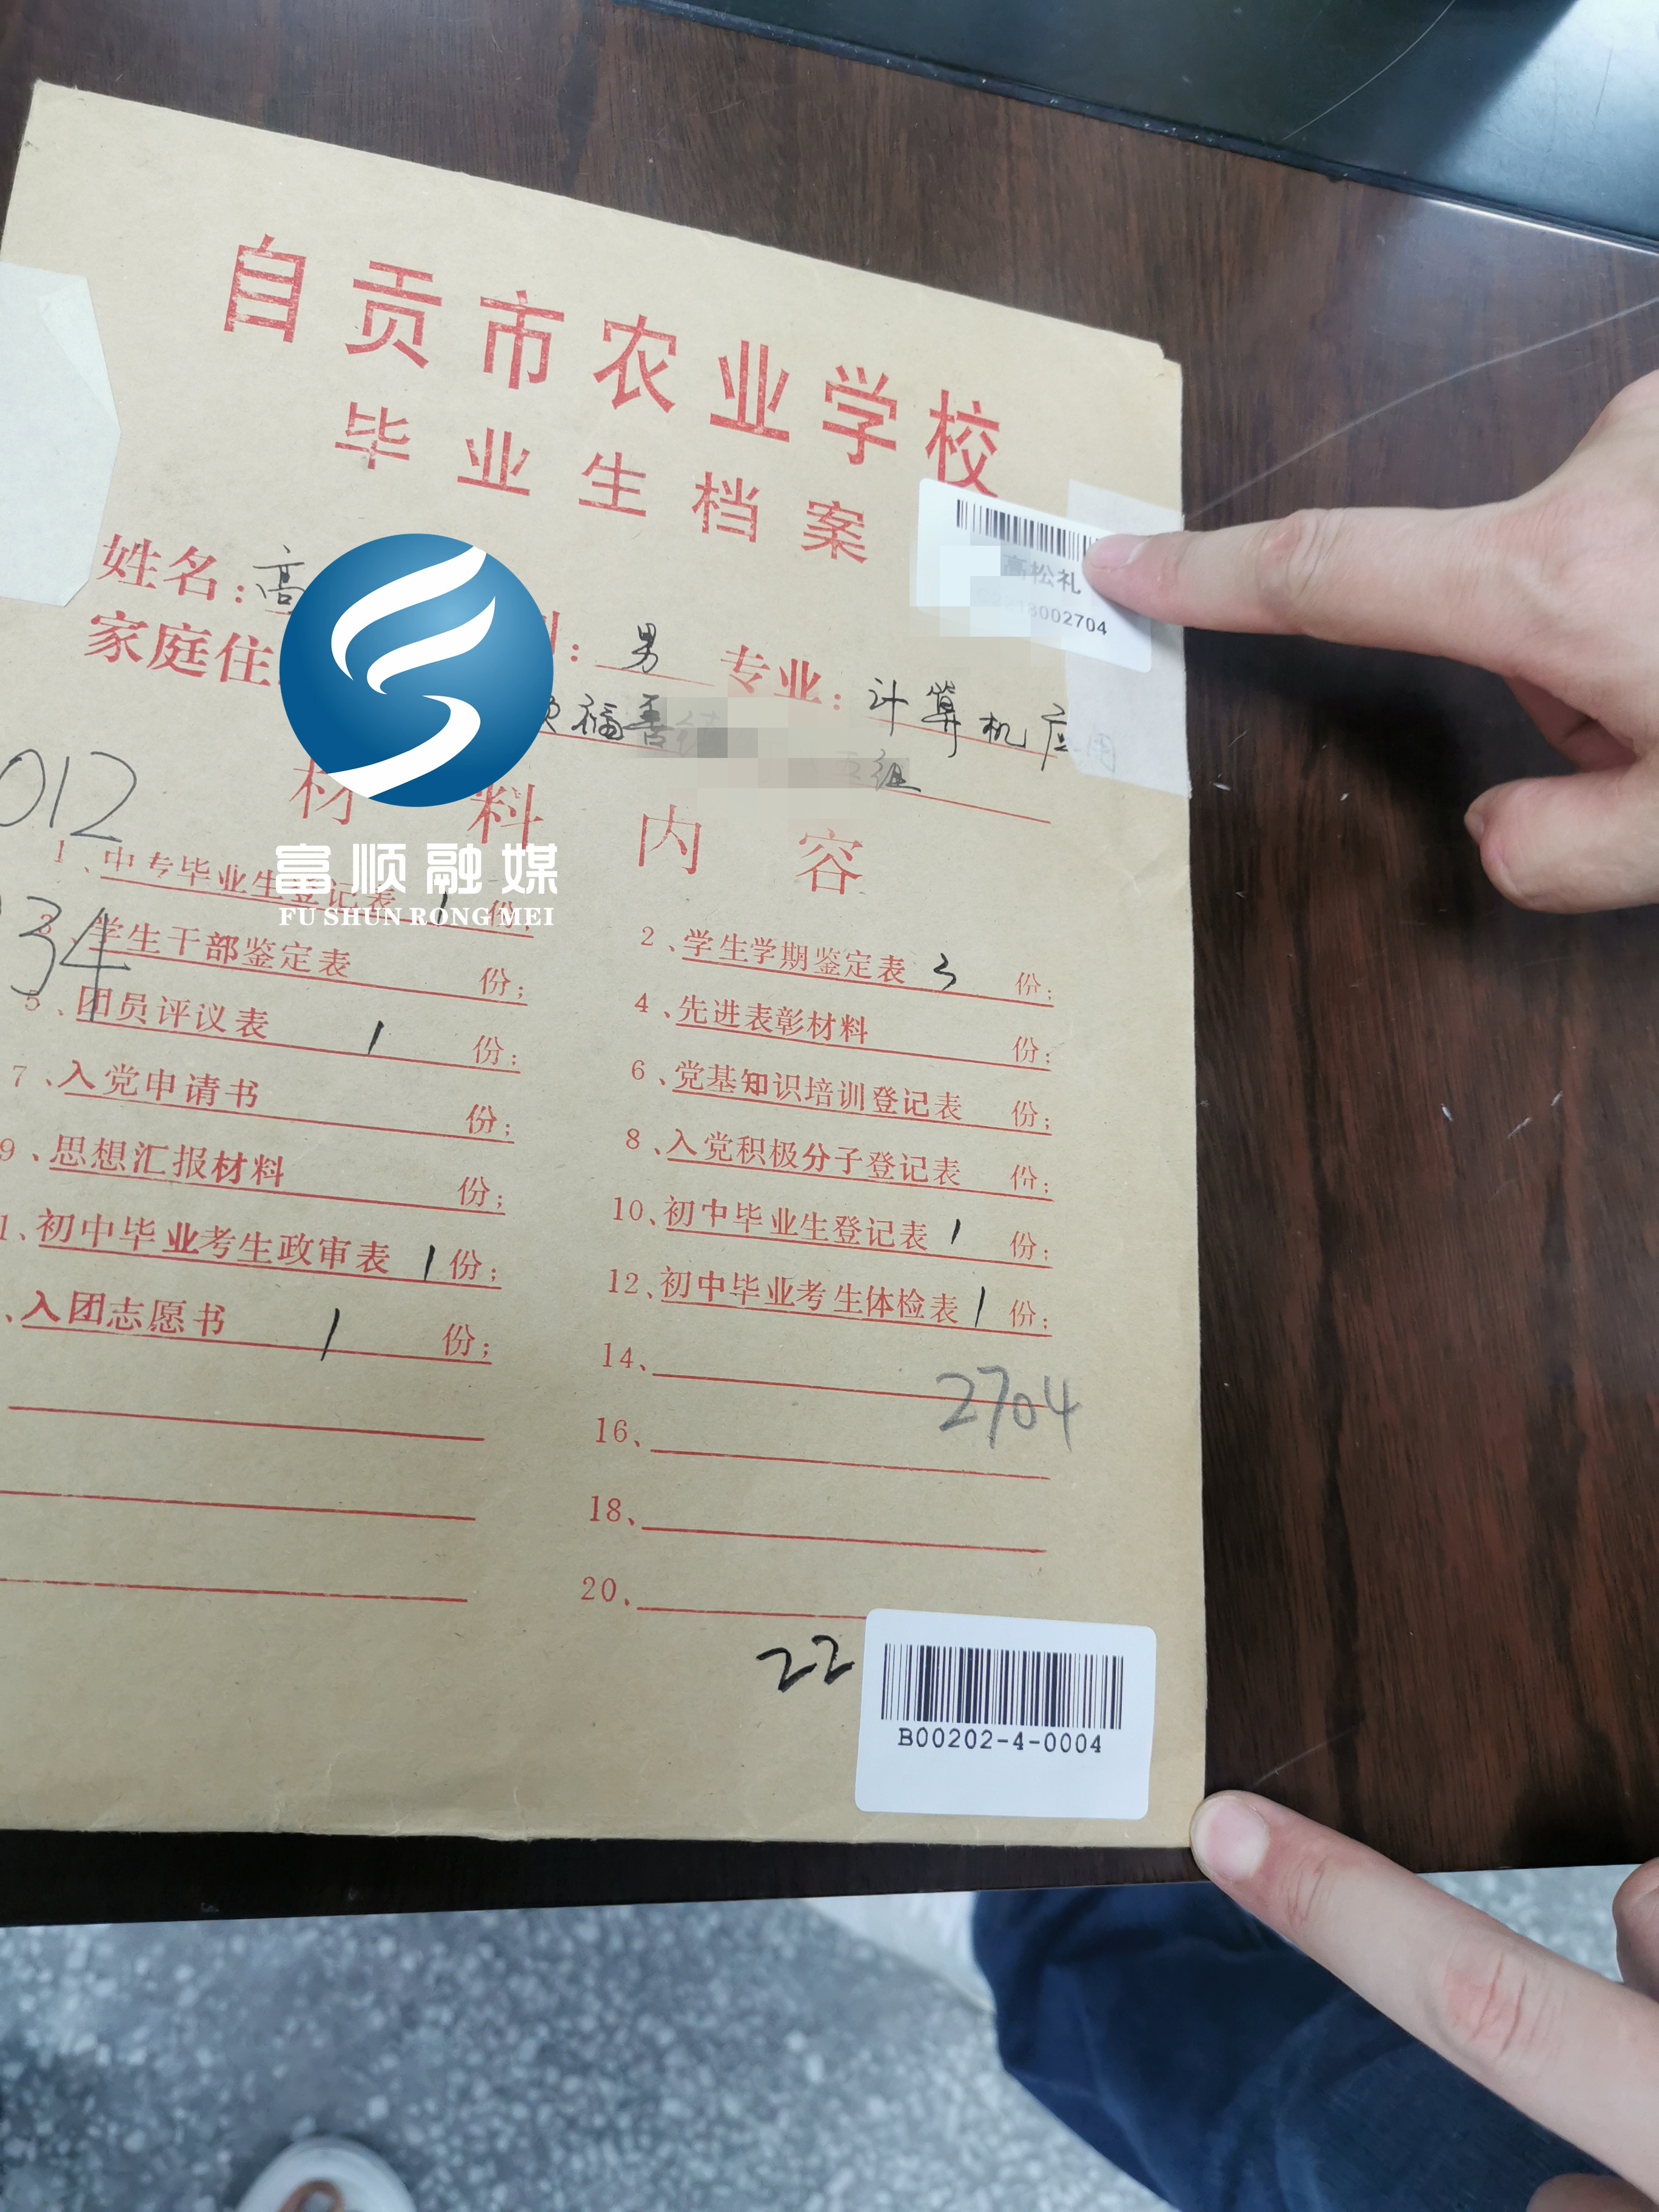 自贡市农业学校
毕业生档案
高松礼
3002704
姓名：高
：男 专业：计算机应用
家庭住
福善
五组
材料内容
012
34
1、中专毕业生登记表 1 份；
2、学生学期鉴定表 3 份；
3、学生干部鉴定表 份；
4、先进表彰材料 份；
5、团员评议表 1 份；
6、党基知识培训登记表 份；
7、入党申请书 份；
8、入党积极分子登记表 份；
9、思想汇报材料 份；
10、初中毕业生登记表 1 份；
1、初中毕业考生政审表 1 份；
12、初中毕业考生体检表 1 份；
、入团志愿书 1 份；
14、
2704
16、
18、
20、
22
B00202-4-0004
富顺融媒
FU SHUN RONG MEI